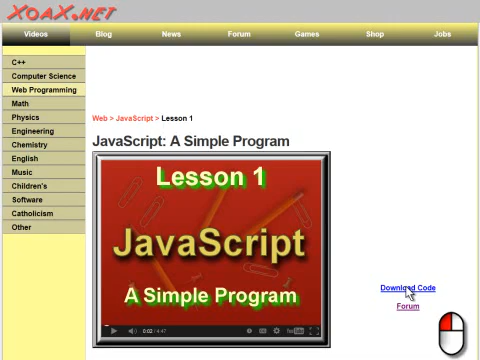 XOAX.NET
Videos Blog News Forum Games Shop Jobs
C++
Computer Science
Web Programming
Math
Physics
Engineering
Chemistry
English
Music
Children's
Software
Catholicism
Other
Web > JavaScript > Lesson 1
JavaScript: A Simple Program
Lesson 1
JavaScript
A Simple Program
0:02 / 4:47
YouTube
Download Code
Forum